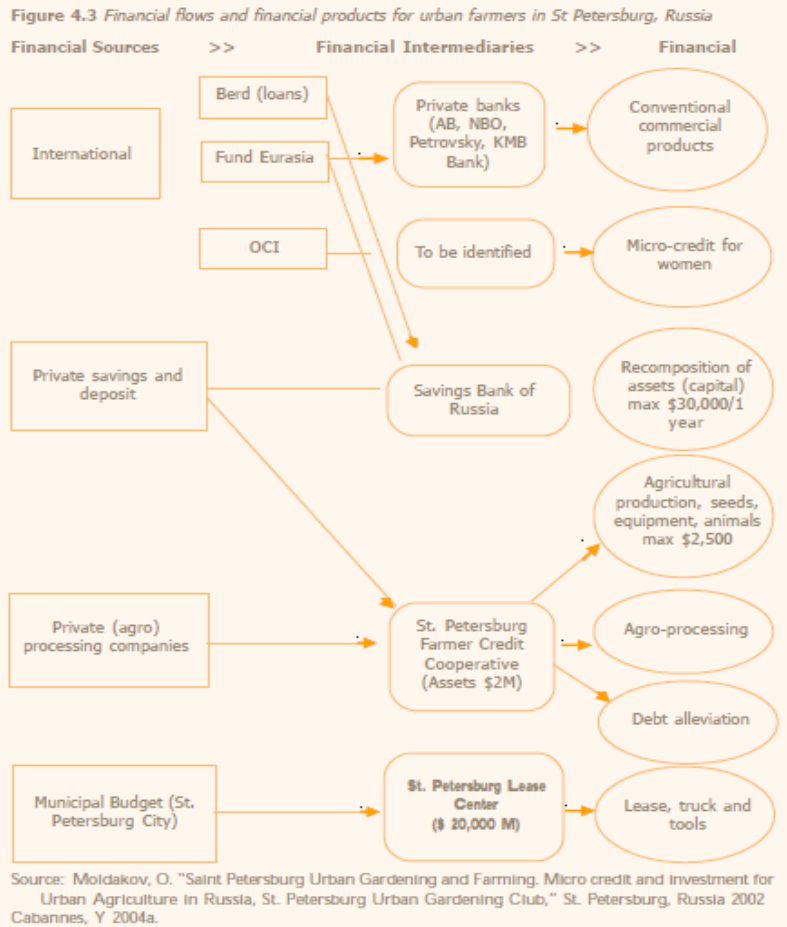 Figure 4.3 Financial flows and financial products for urban farmers in St Petersburg, Russia
Financial Sources >> Financial Intermediaries >> Financial
International
Berd (loans)
Fund Eurasia
OCI
Private banks
(AB, NBO,
Petrovsky, KMB
Bank)
Conventional
commercial
products
To be identified
Micro-credit for
women
Private savings and
deposit
Savings Bank of
Russia
Recomposition of
assets (capital)
max $30,000/1
year
Agricultural
production, seeds,
equipment, animals
max $2,500
Private (agro)
processing companies
St. Petersburg
Farmer Credit
Cooperative
(Assets $2M)
Agro-processing
Debt alleviation
Municipal Budget (St.
Petersburg City)
St. Petersburg Lease
Center
($ 20,000 M)
Lease, truck and
tools
Source: Moldakov, O. "Saint Petersburg Urban Gardening and Farming. Micro credit and investment for
Urban Agriculture in Russia, St. Petersburg Urban Gardening Club," St. Petersburg, Russia 2002
Cabannes, Y 2004a.